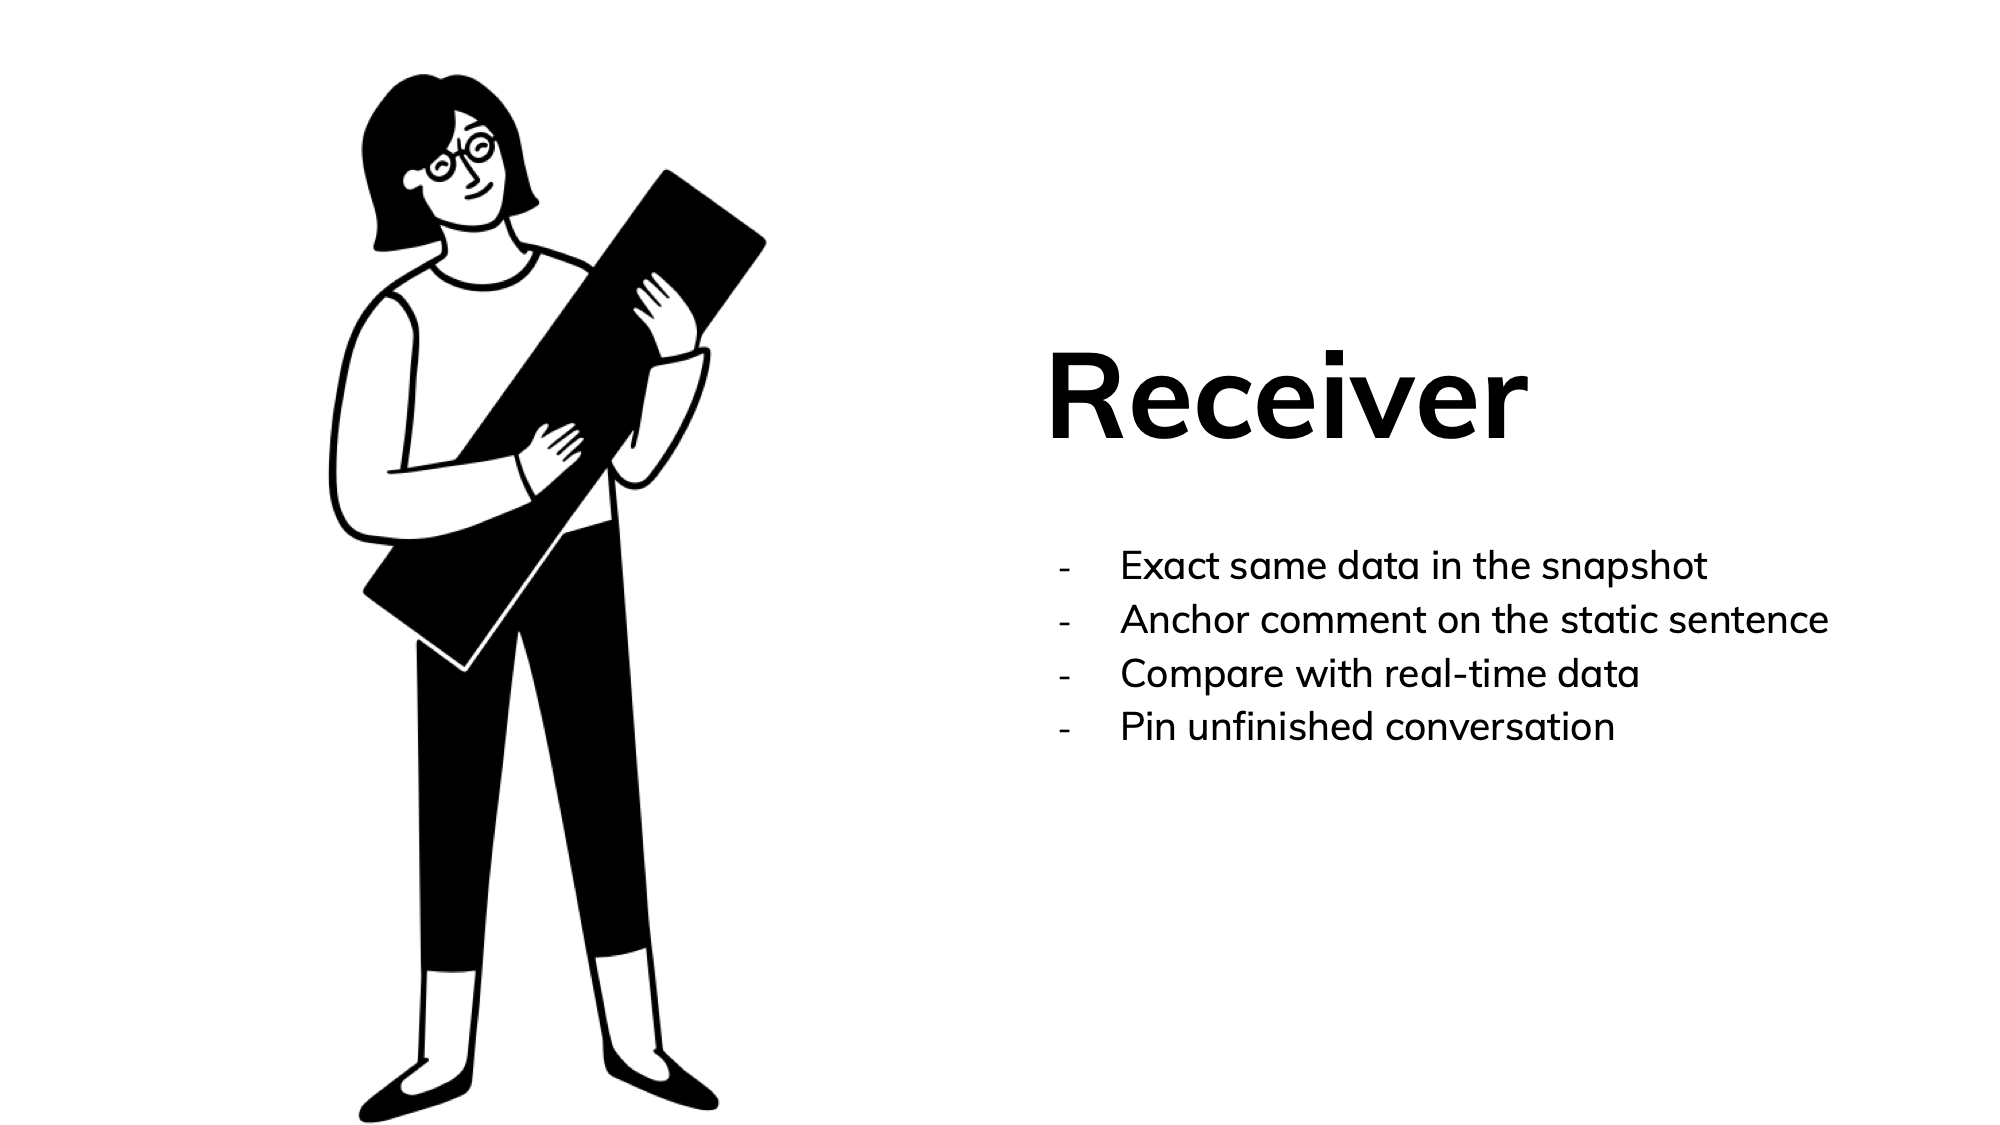 Receiver
- Exact same data in the snapshot
- Anchor comment on the static sentence
- Compare with real-time data
- Pin unfinished conversation